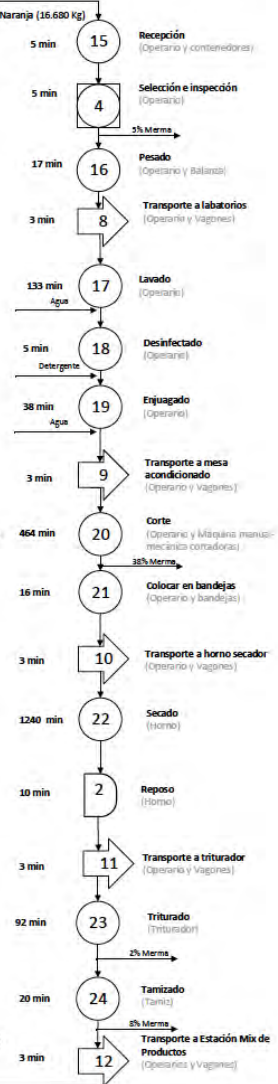 Naranja (16.680 Kg)
5 min
15
Recepción
(Operario y contenedores)
5 min
4
Selección e inspección
(Operario)
5% Merma
17 min
16
Pesado
(Operario y Balanza)
3 min
8
Transporte a labatorios
(Operario y Vagones)
133 min
17
Lavado
(Operario)
Agua
5 min
18
Desinfectado
(Operario)
Detergente
38 min
19
Enjuagado
(Operario)
Agua
3 min
9
Transporte a mesa
acondicionado
(Operario y Vagones)
464 min
20
Corte
(Operario y Máquina manual-
mecánica cortadoras)
38% Merma
16 min
21
Colocar en bandejas
(Operario y bandejas)
3 min
10
Transporte a horno secador
(Operario y Vagones)
1240 min
22
Secado
(Horno)
10 min
2
Reposo
(Horno)
3 min
11
Transporte a triturador
(Operario y Vagones)
92 min
23
Triturado
(Triturador)
2% Merma
20 min
24
Tamizado
(Tamiz)
8% Merma
3 min
12
Transporte a Estación Mix de
Productos
(Operarios y Vagones)